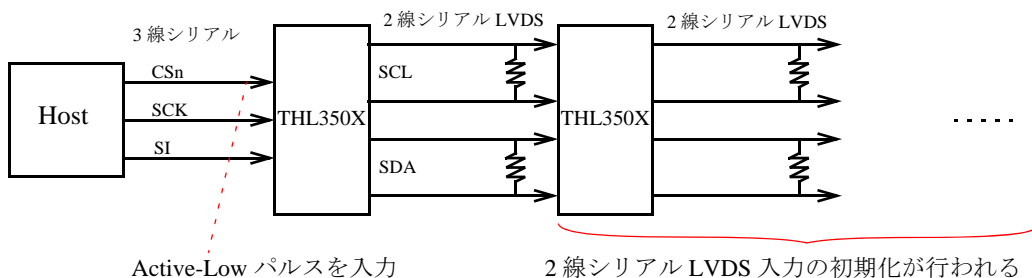 3線シリアル
2線シリアル LVDS
2線シリアル LVDS
Host
CSn
SCK
SI
THL350X
SCL
SDA
THL350X
Active-Low パルスを入力
2線シリアル LVDS 入力の初期化が行われる